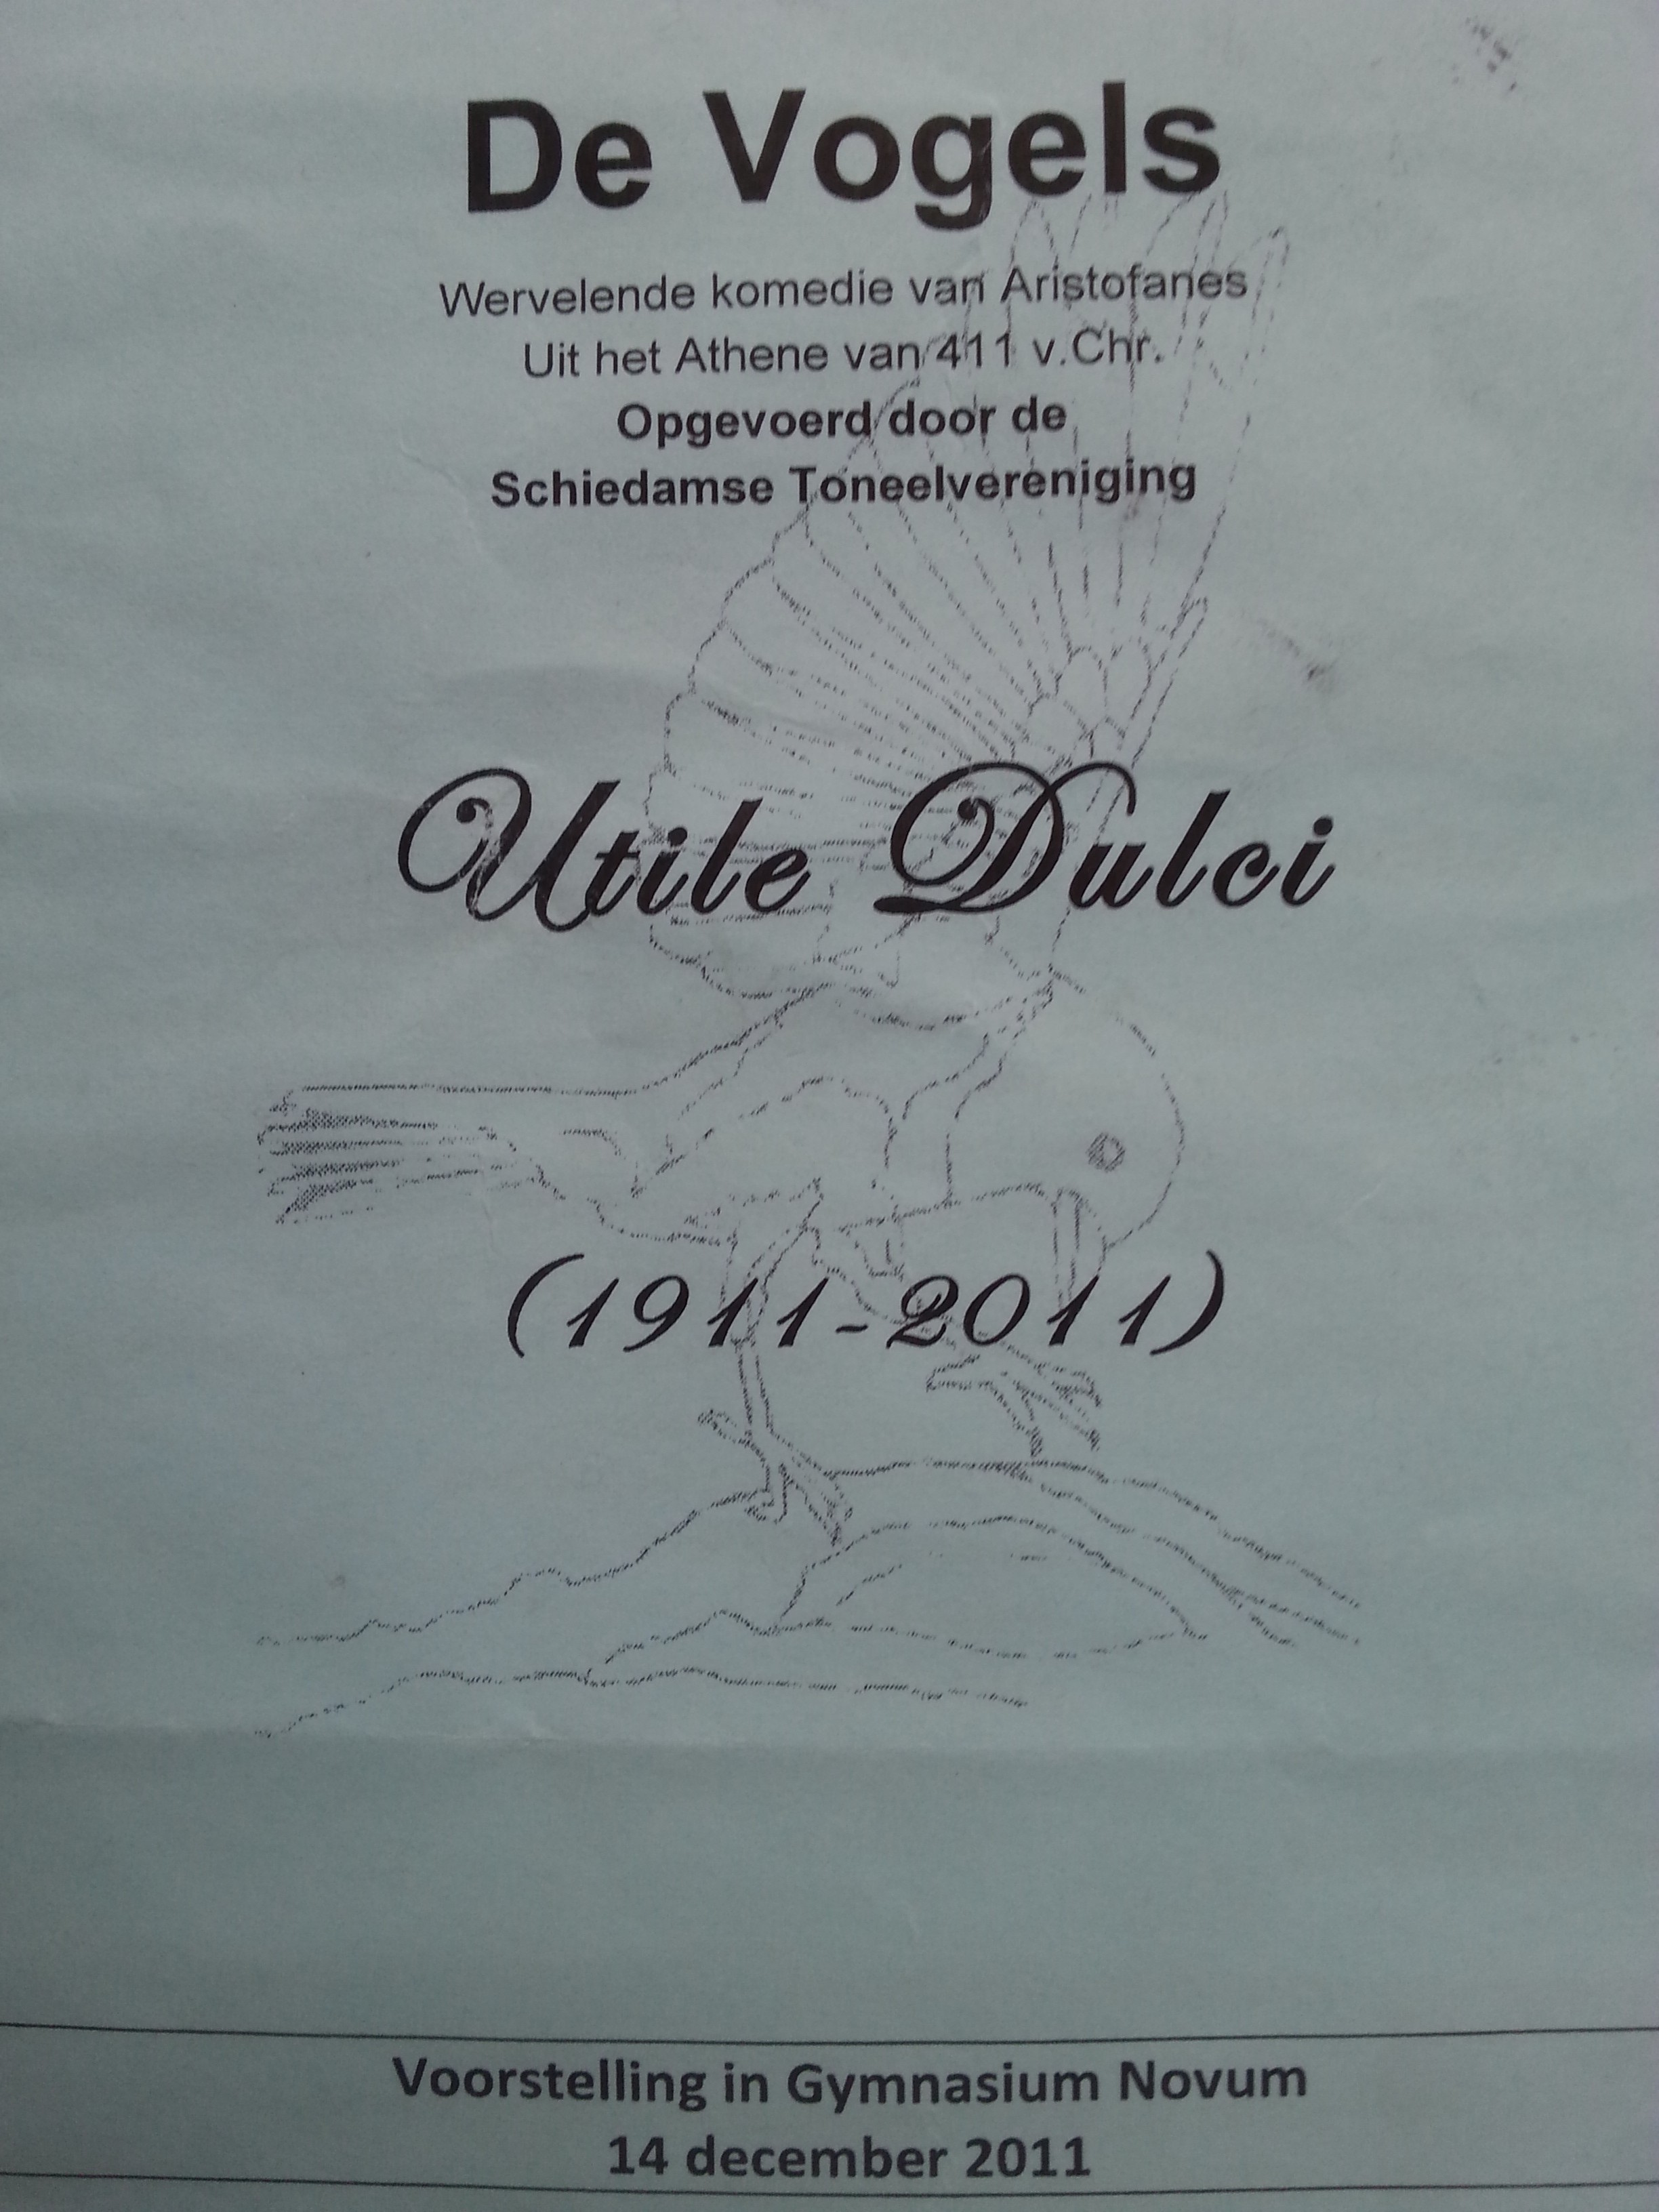 De Vogels
Wervelende komedie van Aristofanes
Uit het Athene van 411 v.Chr.
Opgevoerd door de
Schiedamse Toneelvereniging
Utile Dulci
(1911-2011)
Voorstelling in Gymnasium Novum
14 december 2011